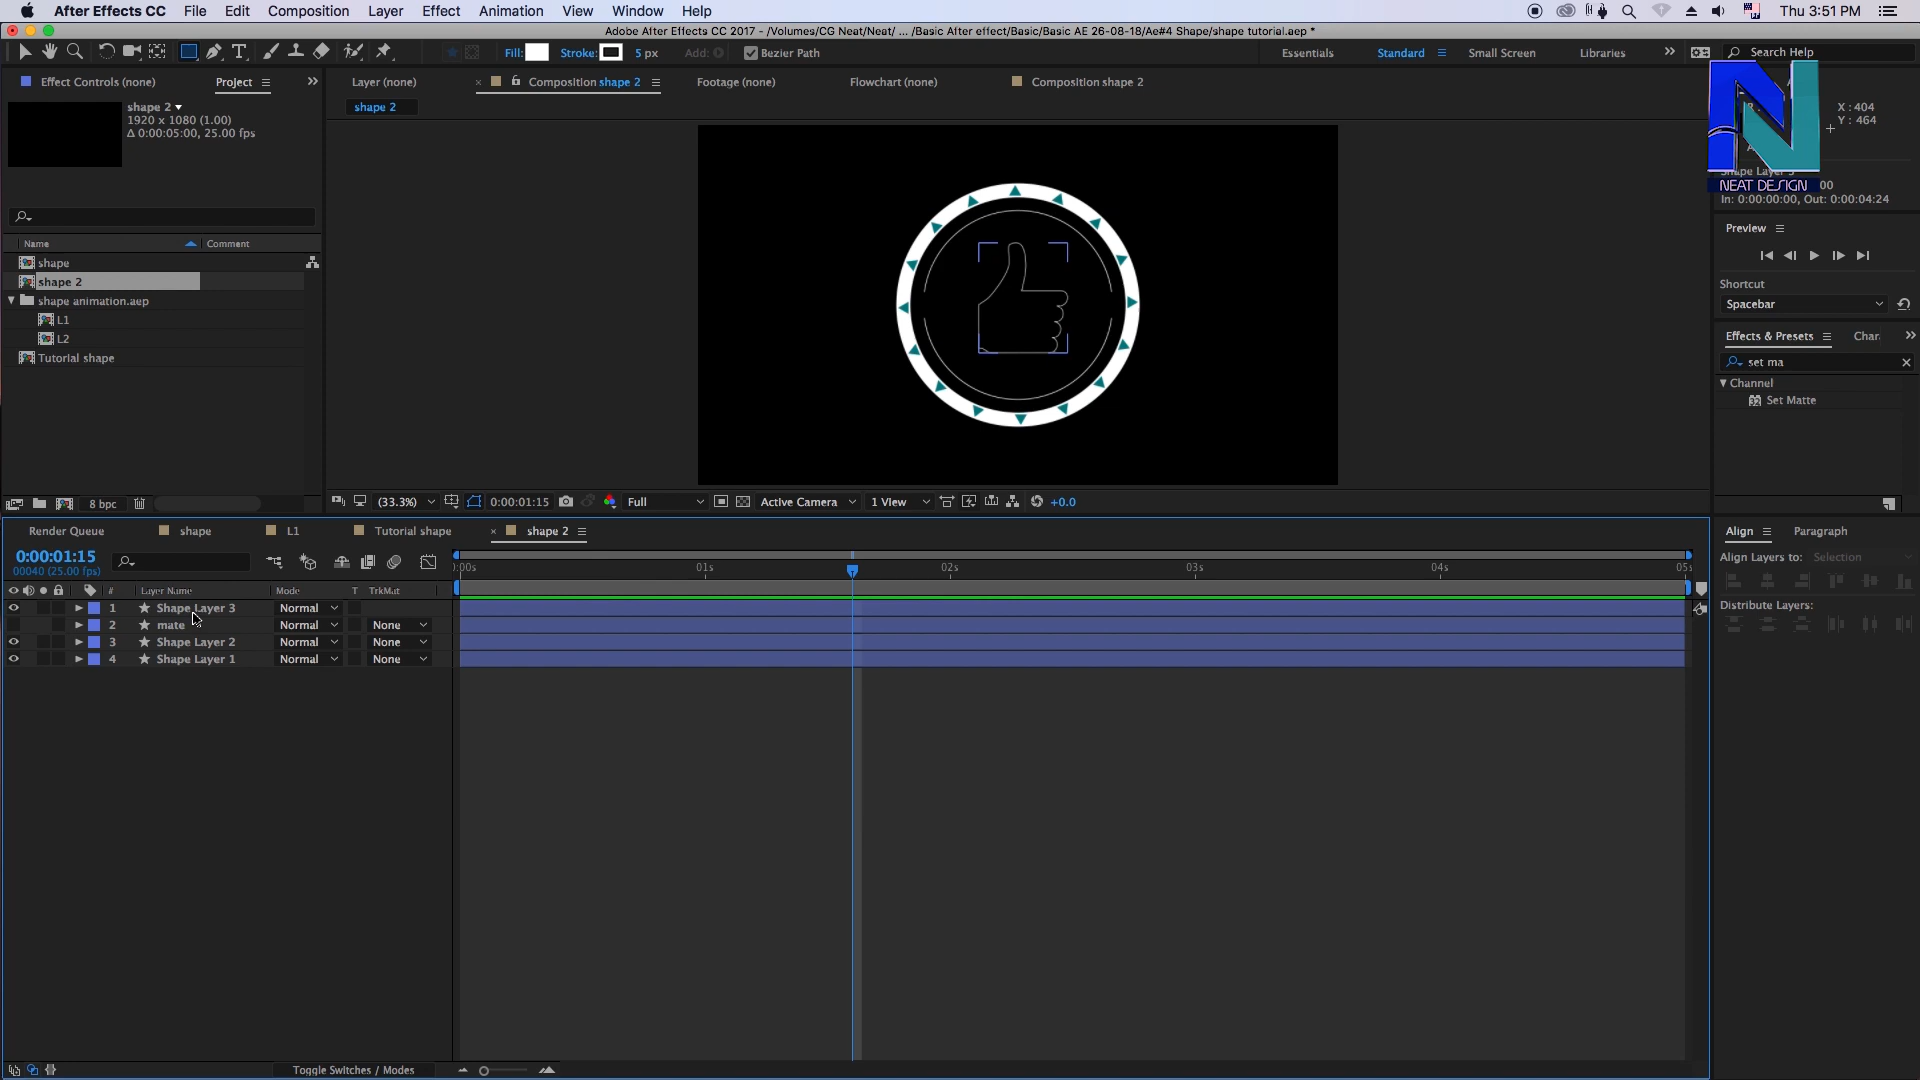 After Effects CC File Edit Composition Layer Effect Animation View Window Help Thu 3:51 PM
Adobe After Effects CC 2017 - /Volumes/CG Neat/Neat/ ... /Basic After effect/Basic/Basic AE 26-08-18/Ae#4 Shape/shape tutorial.aep *
Fill: Stroke: 5 px Add: Bezier Path Essentials Standard Small Screen Libraries Search Help
Effect Controls (none) Project Layer (none) Composition shape 2 Footage (none) Flowchart (none) Composition shape 2
shape 2
1920 x 1080 (1.00)
Δ 0:00:05:00, 25.00 fps
shape 2
X : 404
Y : 464
NEAT DESIGN
Shape Layer 3
In: 0:00:00:00, Out: 0:00:04:24
Preview
Name Comment
shape
shape 2
shape animation.aep
L1
L2
Tutorial shape
Shortcut
Spacebar
Effects & Presets Char
set ma
Channel
32 Set Matte
8 bpc
(33.3%) 0:00:01:15 Full Active Camera 1 View +0.0
Render Queue shape L1 Tutorial shape shape 2
Align Paragraph
0:00:01:15
00040 (25.00 fps)
):00s 01s 02s 03s 04s 05s
Align Layers to: Selection
# Layer Name Mode T TrkMat
1 Shape Layer 3 Normal
2 mate Normal None
3 Shape Layer 2 Normal None
4 Shape Layer 1 Normal None
Distribute Layers:
Toggle Switches / Modes